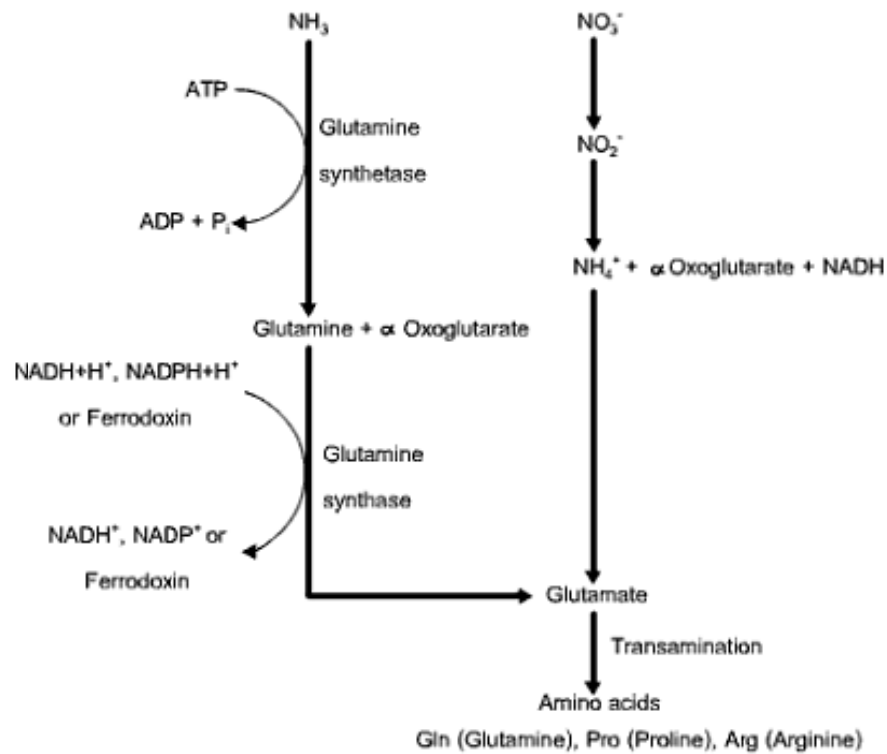 NH₃
ATP
Glutamine
synthetase
ADP + Pᵢ
Glutamine + α Oxoglutarate
NADH+H⁺, NADPH+H⁺
or Ferrodoxin
Glutamine
synthase
NADH⁺, NADP⁺ or
Ferrodoxin
NO₃⁻
NO₂⁻
NH₄⁺ + α Oxoglutarate + NADH
Glutamate
Transamination
Amino acids
Gln (Glutamine), Pro (Proline), Arg (Arginine)